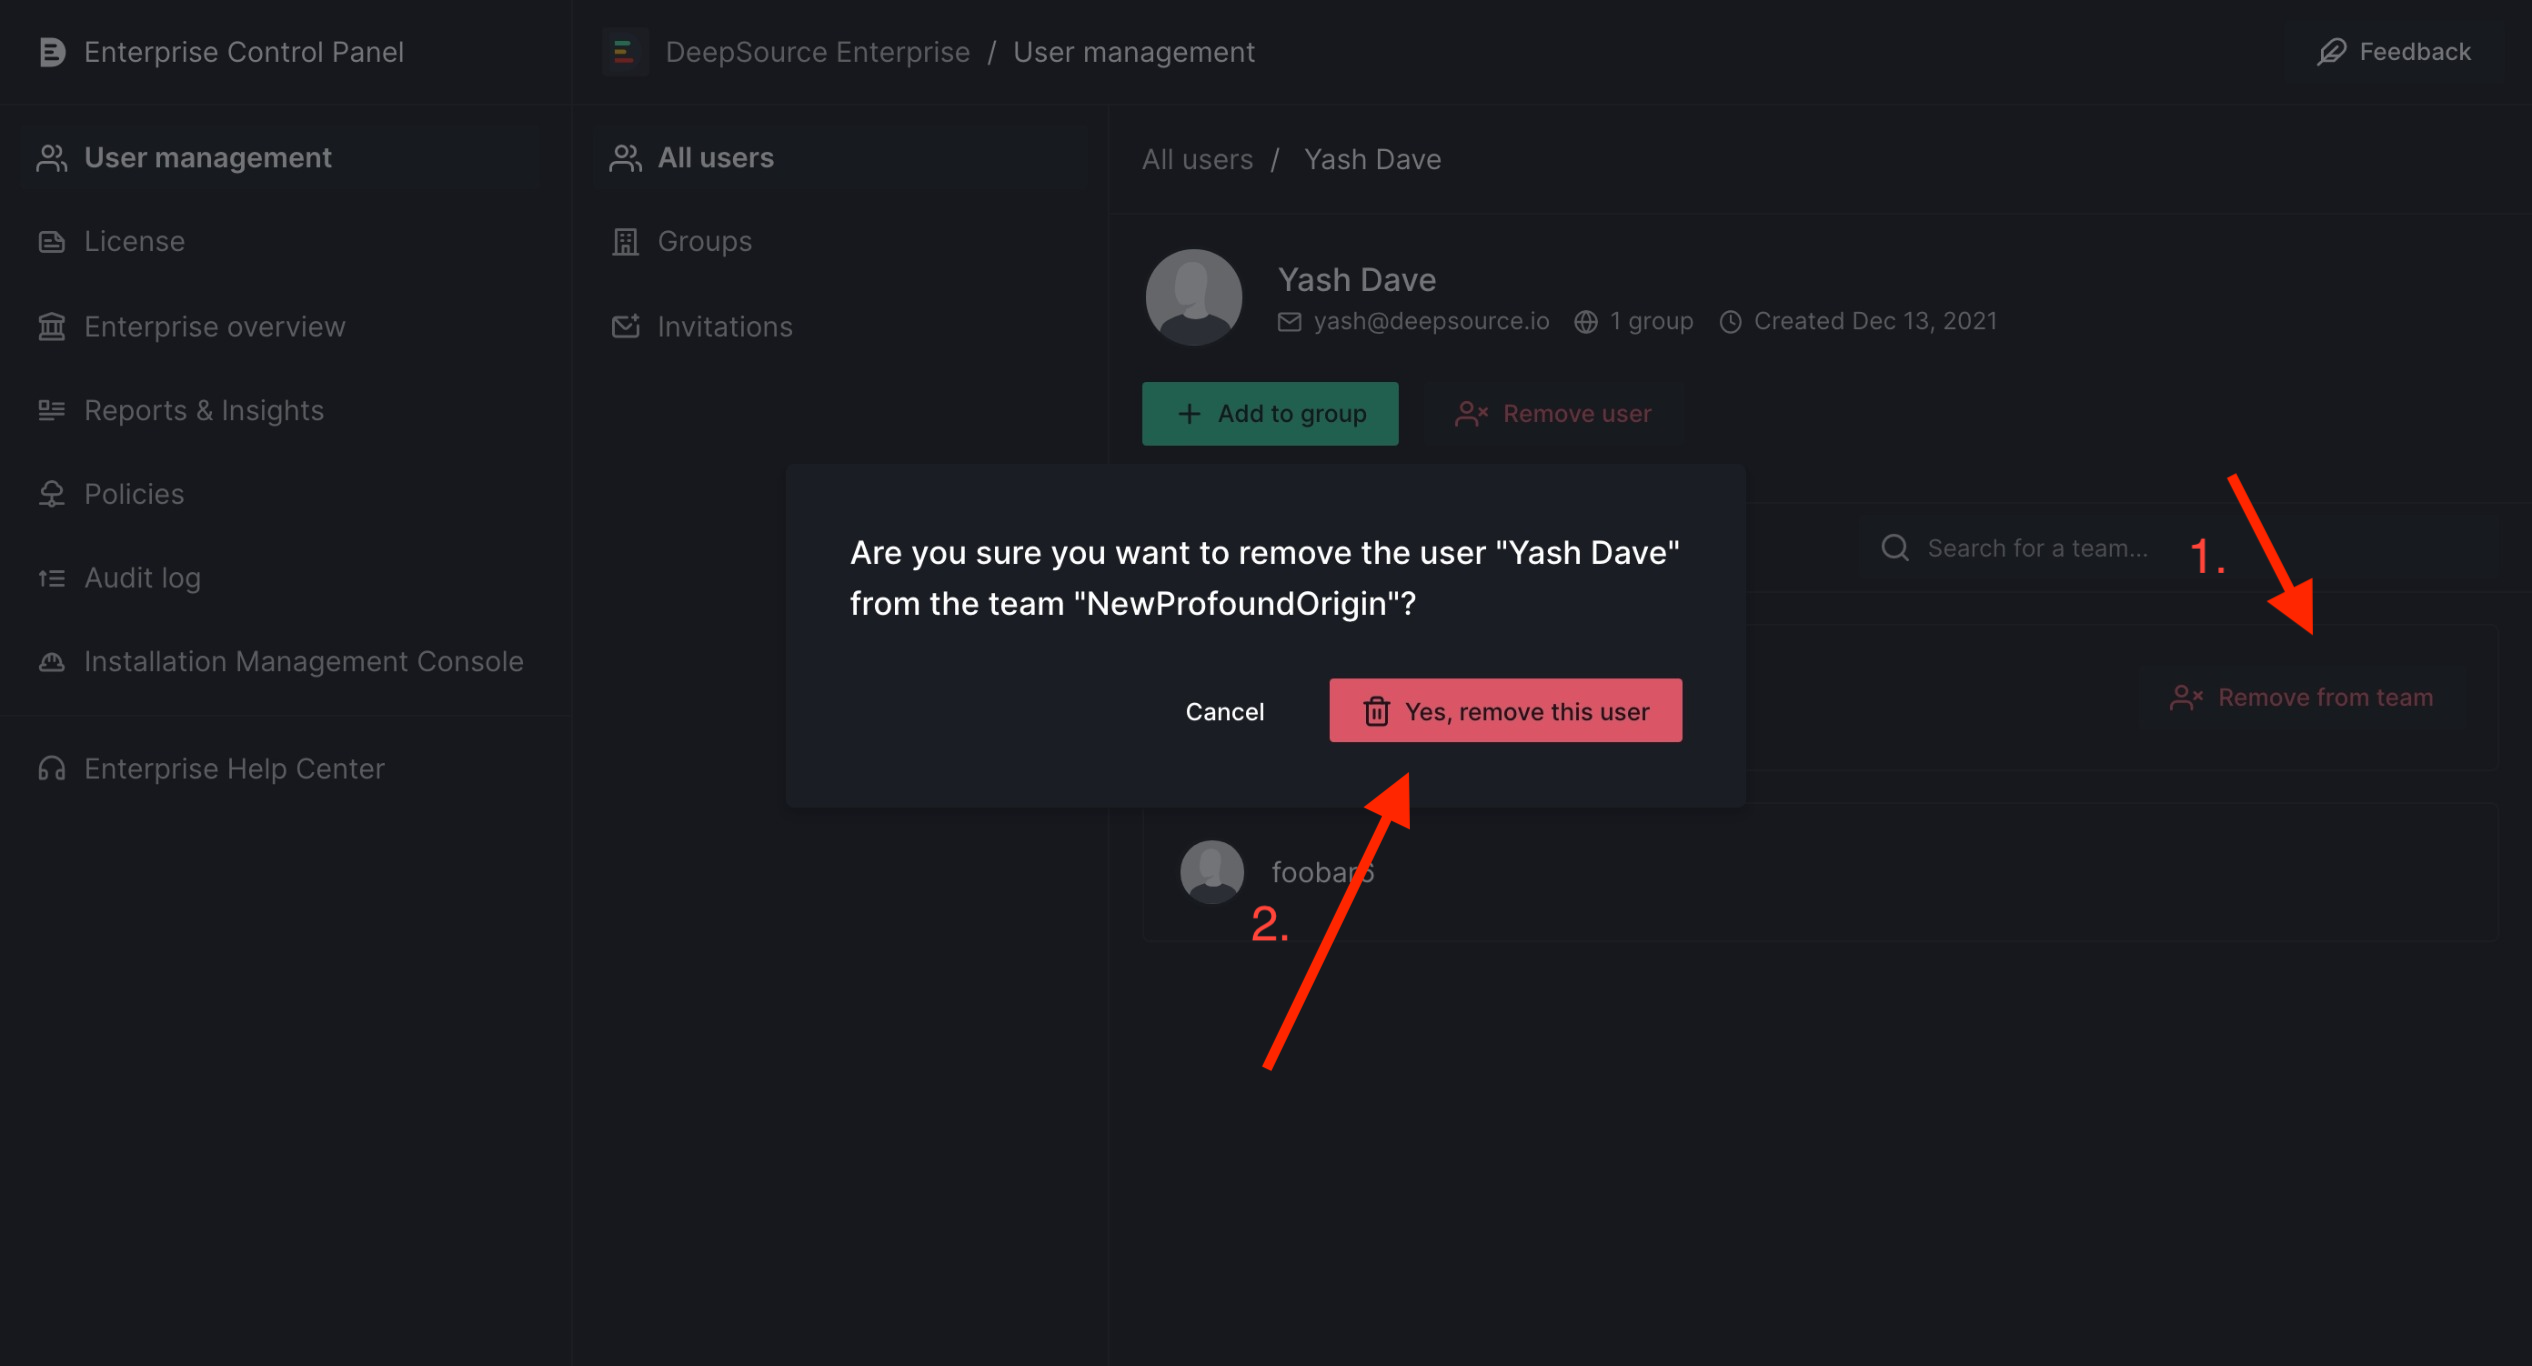 Enterprise Control Panel
DeepSource Enterprise / User management
Feedback
User management
License
Enterprise overview
Reports & Insights
Policies
Audit log
Installation Management Console
Enterprise Help Center
All users
Groups
Invitations
All users / Yash Dave
Yash Dave
yash@deepsource.io 1 group Created Dec 13, 2021
Add to group
Remove user
Search for a team...
1.
Are you sure you want to remove the user "Yash Dave"
from the team "NewProfoundOrigin"?
Cancel
Yes, remove this user
Remove from team
foobar6
2.